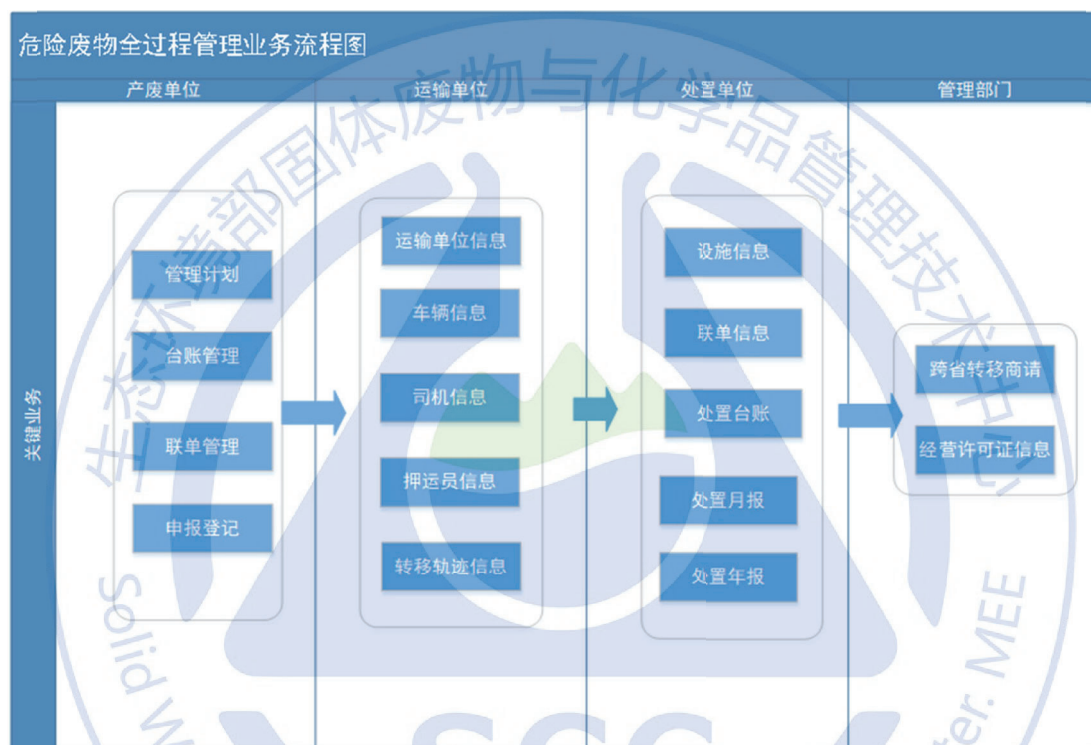 危险废物全过程管理业务流程图
产废单位
运输单位
处置单位
管理部门
关键业务
管理计划
台账管理
联单管理
申报登记
运输单位信息
车辆信息
司机信息
押运员信息
转移轨迹信息
设施信息
联单信息
处置台账
处置月报
处置年报
跨省转移商请
经营许可证信息
生态环境部固体废物与化学品管理技术中心
Solid W
ter. MEE
SCC